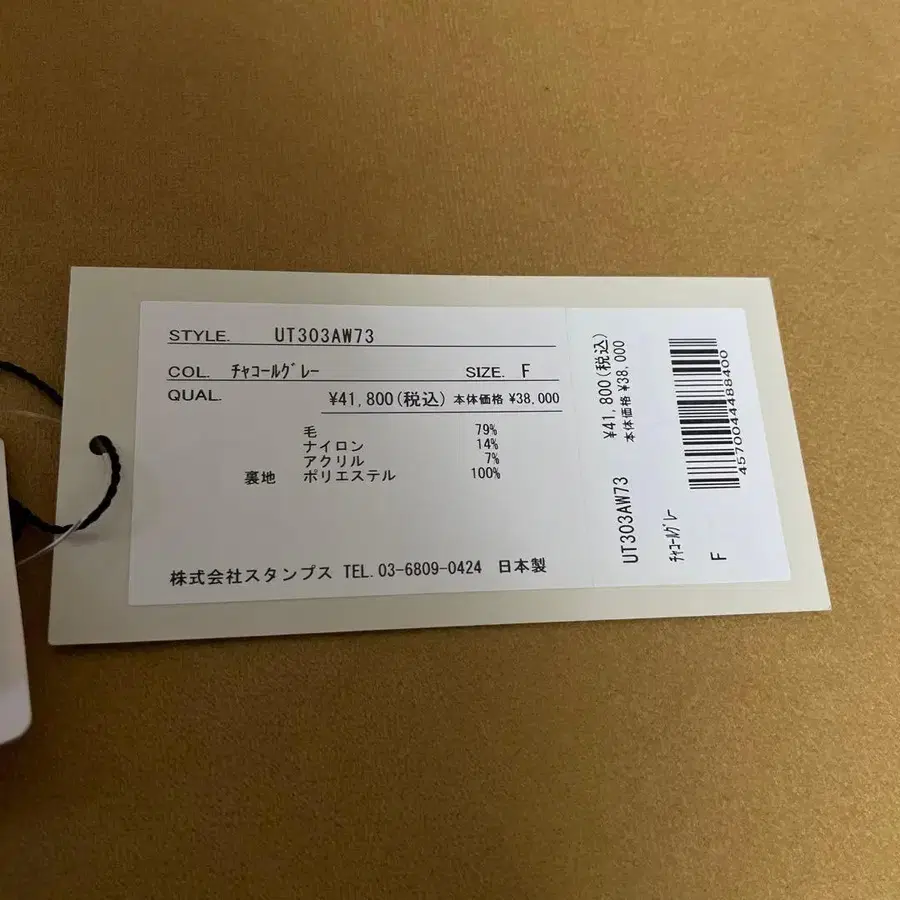 STYLE. UT303AW73
COL. ﾁｬｺｰﾙｸﾞﾚｰ SIZE. F
QUAL. ¥41,800(税込) 本体価格 ¥38,000
毛 79%
ナイロン 14%
アクリル 7%
裏地 ポリエステル 100%
株式会社スタンプス TEL.03-6809-0424 日本製
¥41,800(税込)
本体価格 ¥38,000
UT303AW73
ﾁｬｺｰﾙｸﾞﾚｰ
F
4570044488400